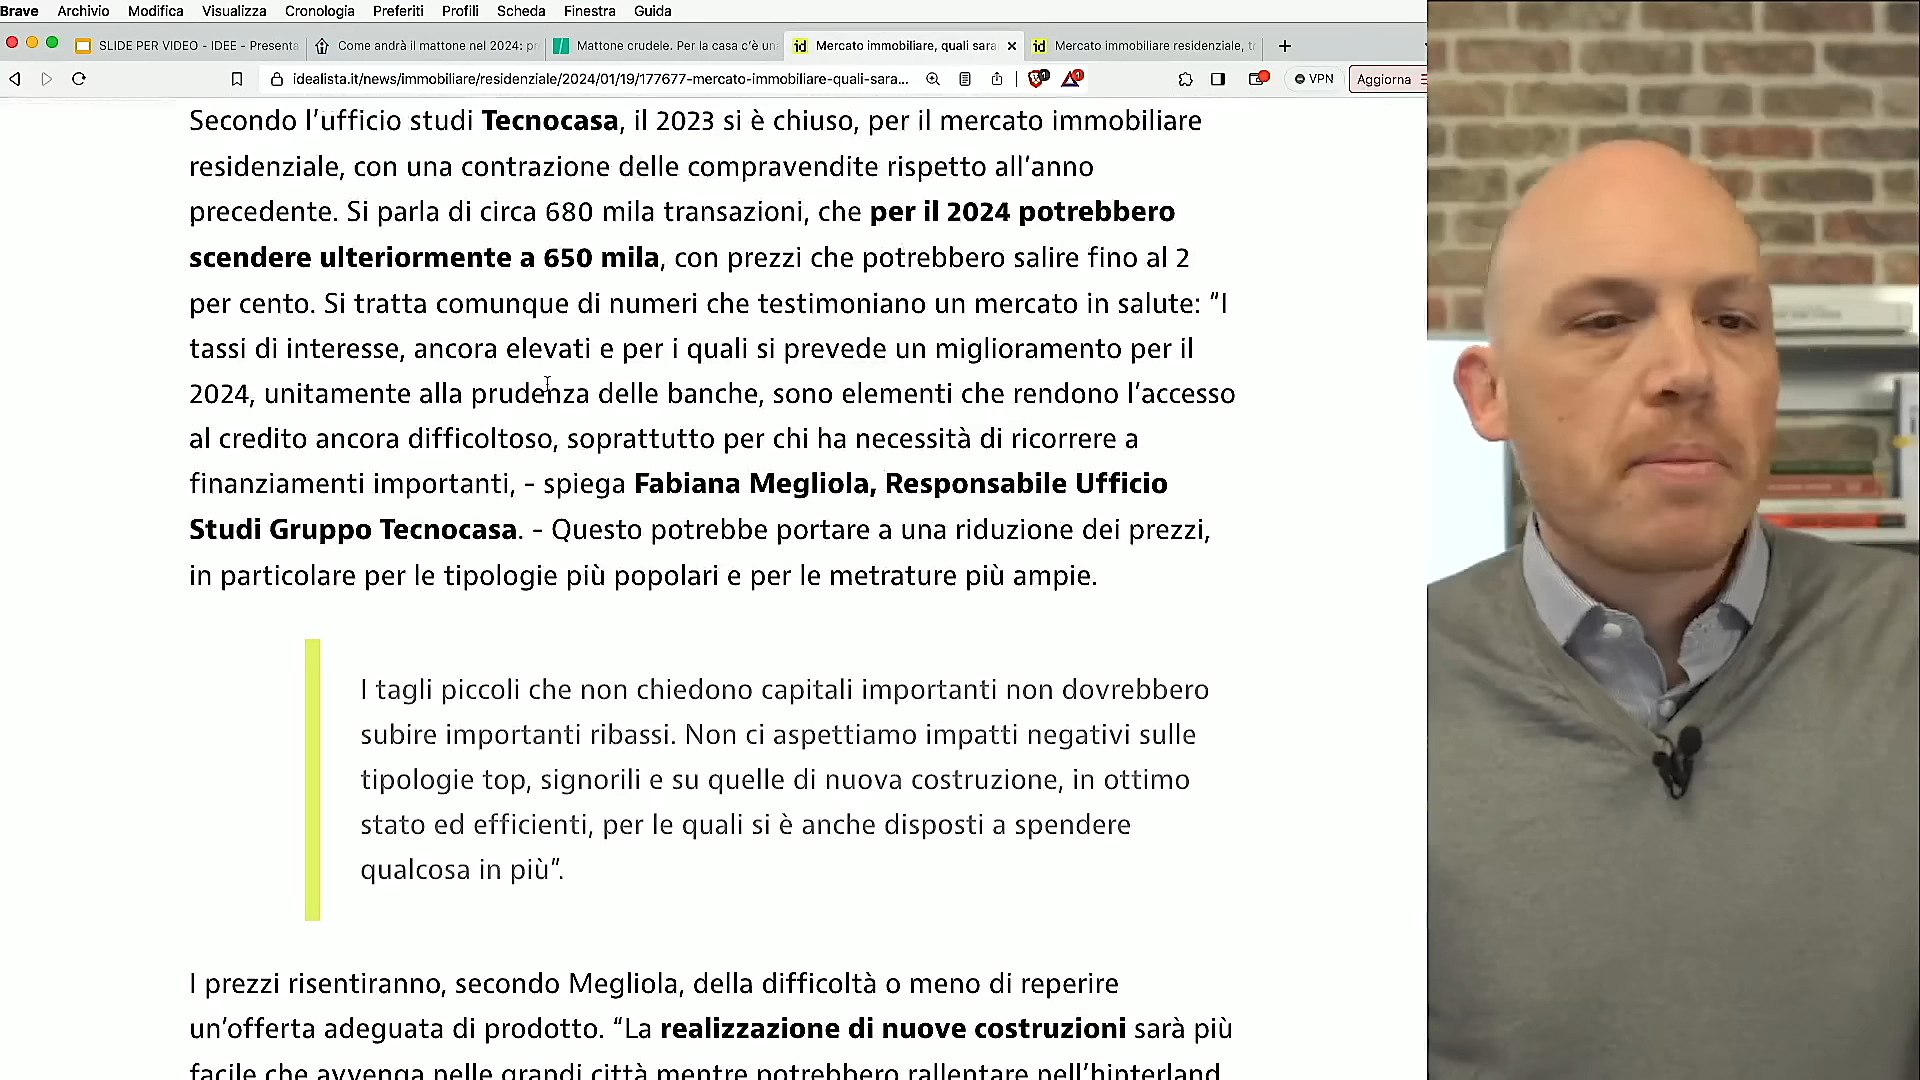 Brave Archivio Modifica Visualizza Cronologia Preferiti Profili Scheda Finestra Guida
SLIDE PER VIDEO - IDEE - Presenta
Come andrà il mattone nel 2024: pr
Mattone crudele. Per la casa c'è un
Mercato immobiliare, quali sara
Mercato immobiliare residenziale, t
idealista.it/news/immobiliare/residenziale/2024/01/19/177677-mercato-immobiliare-quali-sara...
VPN
Aggiorna
Secondo l'ufficio studi Tecnocasa, il 2023 si è chiuso, per il mercato immobiliare
residenziale, con una contrazione delle compravendite rispetto all'anno
precedente. Si parla di circa 680 mila transazioni, che per il 2024 potrebbero
scendere ulteriormente a 650 mila, con prezzi che potrebbero salire fino al 2
per cento. Si tratta comunque di numeri che testimoniano un mercato in salute: “I
tassi di interesse, ancora elevati e per i quali si prevede un miglioramento per il
2024, unitamente alla prudenza delle banche, sono elementi che rendono l'accesso
al credito ancora difficoltoso, soprattutto per chi ha necessità di ricorrere a
finanziamenti importanti, - spiega Fabiana Megliola, Responsabile Ufficio
Studi Gruppo Tecnocasa. - Questo potrebbe portare a una riduzione dei prezzi,
in particolare per le tipologie più popolari e per le metrature più ampie.
I tagli piccoli che non chiedono capitali importanti non dovrebbero
subire importanti ribassi. Non ci aspettiamo impatti negativi sulle
tipologie top, signorili e su quelle di nuova costruzione, in ottimo
stato ed efficienti, per le quali si è anche disposti a spendere
qualcosa in più”.
I prezzi risentiranno, secondo Megliola, della difficoltà o meno di reperire
un'offerta adeguata di prodotto. “La realizzazione di nuove costruzioni sarà più
facile che avvenga nelle grandi città mentre potrebbero rallentare nell'hinterland